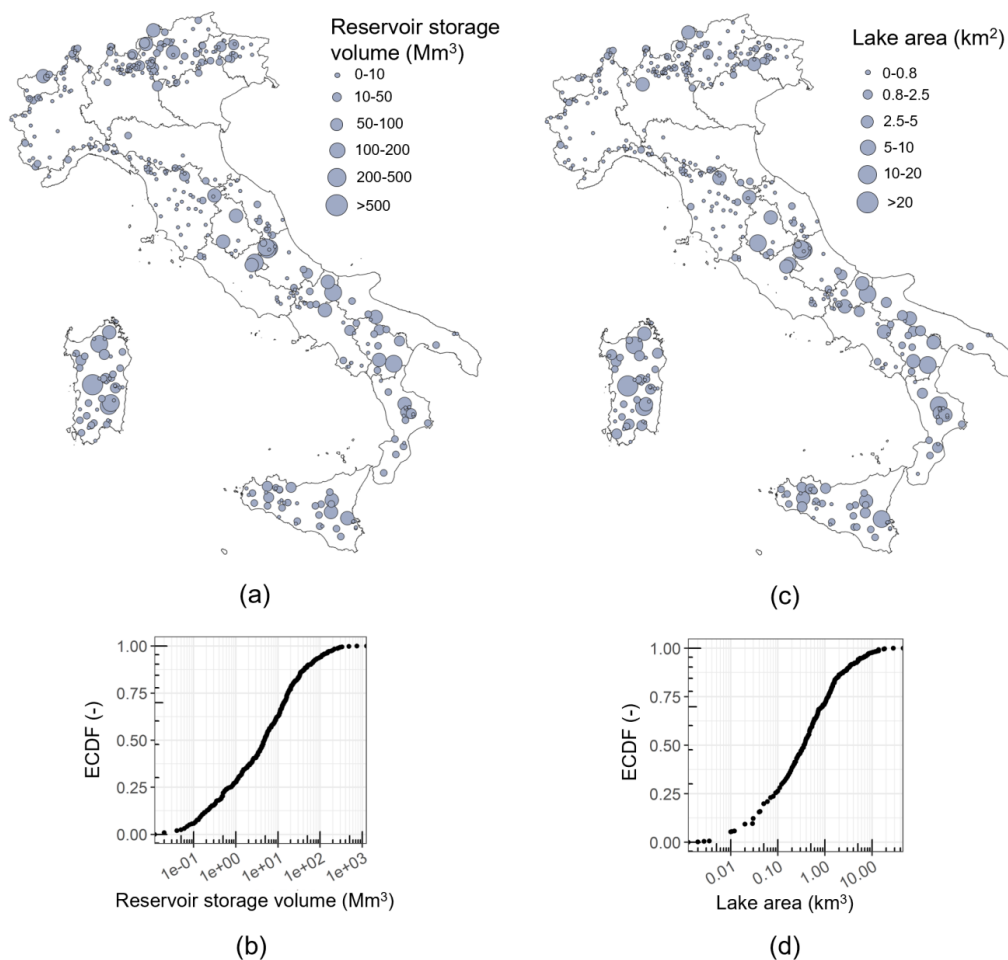 Reservoir storage
volume (Mm³)
0-10
10-50
50-100
100-200
200-500
>500
(a)
Lake area (km²)
0-0.8
0.8-2.5
2.5-5
5-10
10-20
>20
(c)
1.00
0.75
0.50
0.25
0.00
ECDF (-)
1e-01
1e+00
1e+01
1e+02
1e+03
Reservoir storage volume (Mm³)
(b)
1.00
0.75
0.50
0.25
0.00
ECDF (-)
0.01
0.10
1.00
10.00
Lake area (km³)
(d)